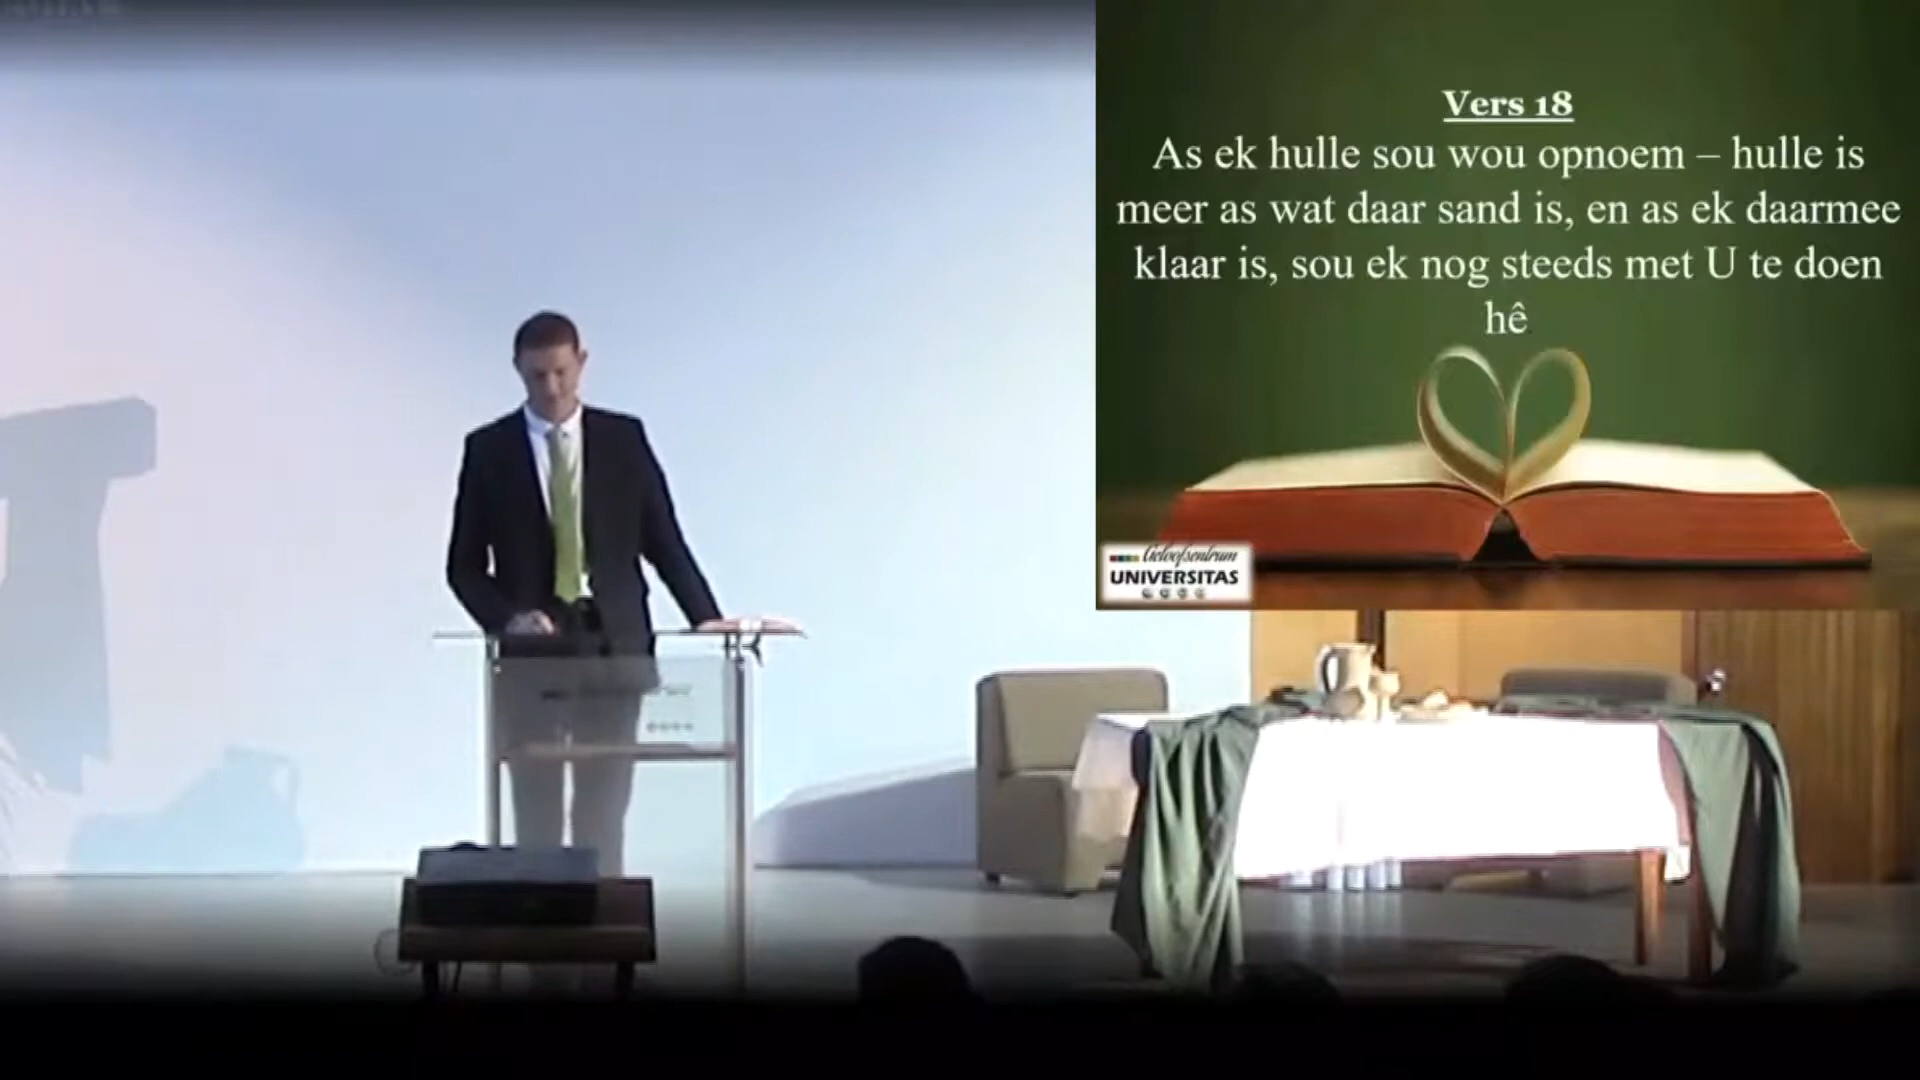 Vers 18
As ek hulle sou wou opnoem – hulle is
meer as wat daar sand is, en as ek daarmee
klaar is, sou ek nog steeds met U te doen
hê
Geloofsentrum
UNIVERSITAS